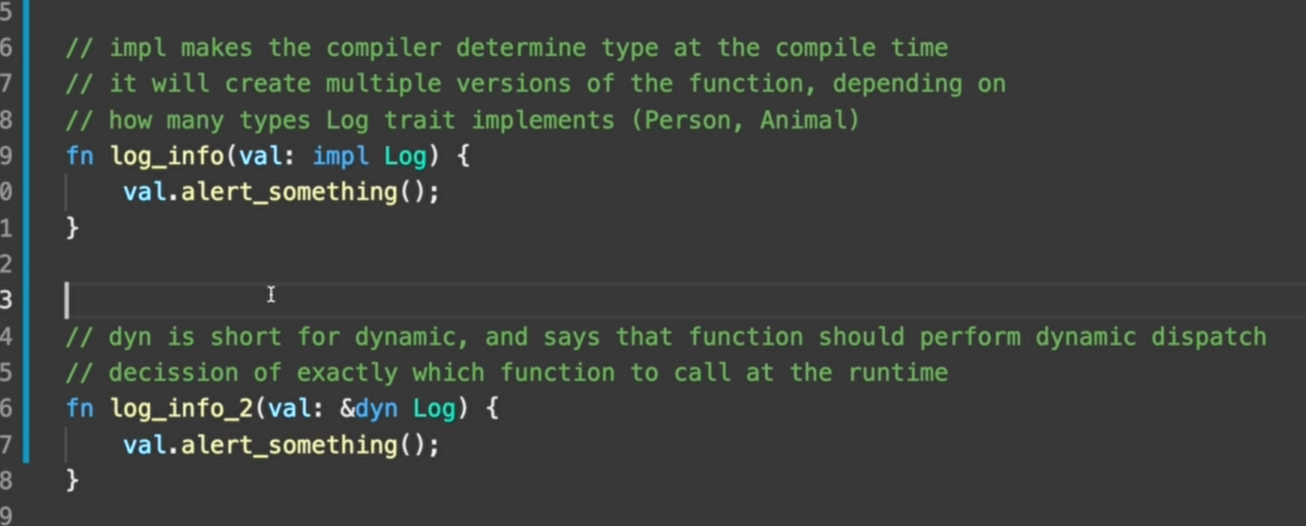 5
6 // impl makes the compiler determine type at the compile time
7 // it will create multiple versions of the function, depending on
8 // how many types Log trait implements (Person, Animal)
9 fn log_info(val: impl Log) {
0     val.alert_something();
1 }
2
3
4 // dyn is short for dynamic, and says that function should perform dynamic dispatch
5 // decission of exactly which function to call at the runtime
6 fn log_info_2(val: &dyn Log) {
7     val.alert_something();
8 }
9